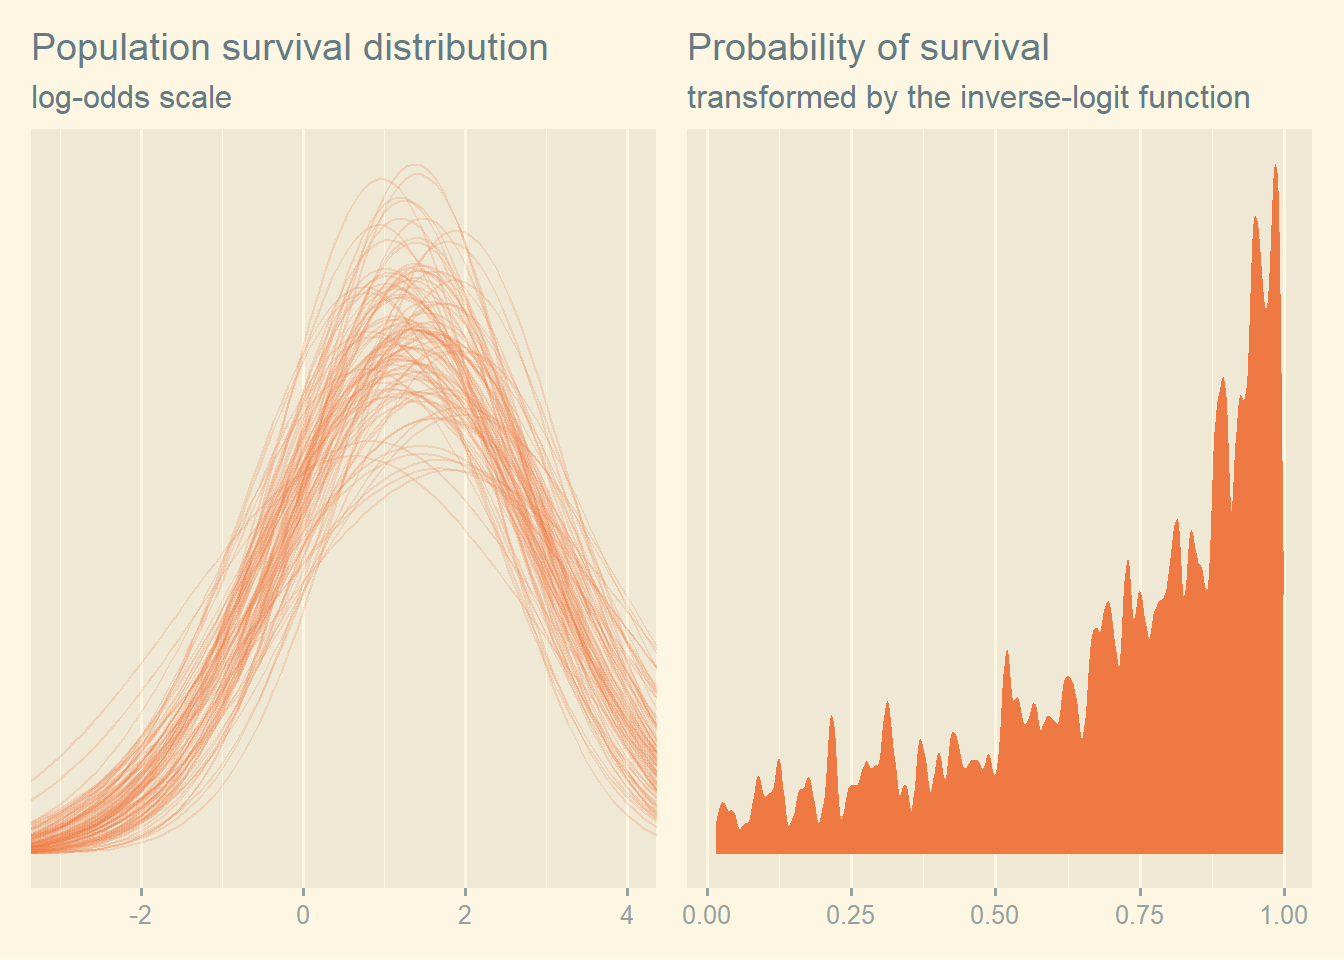 Population survival distribution
log-odds scale
-2 0 2 4
Probability of survival
transformed by the inverse-logit function
0.00 0.25 0.50 0.75 1.00